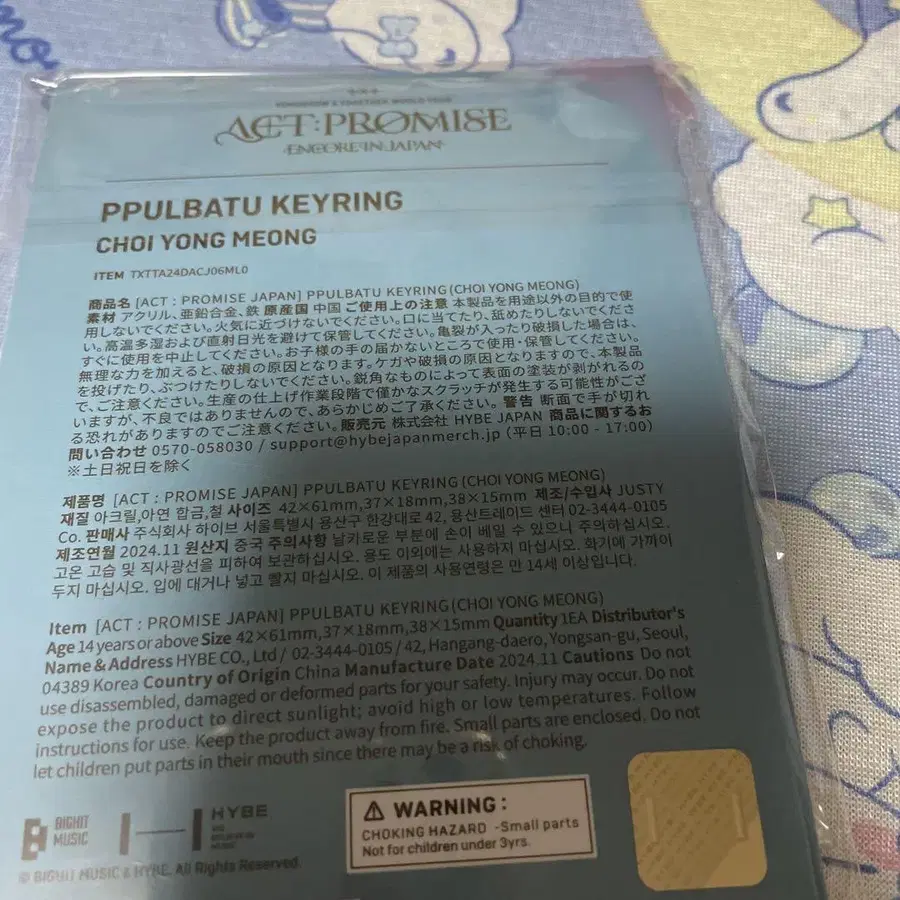 TOMORROW X TOGETHER WORLD TOUR
ACT:PROMISE
-ENCORE IN JAPAN-
PPULBATU KEYRING
CHOI YONG MEONG
ITEM TXTTA24DACJ06ML0
商品名 [ACT : PROMISE JAPAN] PPULBATU KEYRING (CHOI YONG MEONG)
素材 アクリル、亜鉛合金、鉄 原産国 中国 ご使用上の注意 本製品を用途以外の目的で使
用しないでください。火気に近づけないでください。口に当てたり、舐めたりしないでくださ
い。高温多湿および直射日光を避けて保管してください。亀裂が入ったり破損した場合は、
すぐに使用を中止してください。お子様の手の届かないところで使用・保管してください。
無理な力を加えると、破損の原因となります。ケガや破損の原因となりますので、本製品
を投げたり、ぶつけたりしないでください。鋭角なものによって表面の塗装が剥がれるの
で、ご注意ください。生産の仕上げ作業段階で僅かなスクラッチが発生する可能性がござ
いますが、不良ではありませんので、あらかじめご了承ください。警告 断面で手が切れ
る恐れがありますのでご注意ください。販売元 株式会社 HYBE JAPAN 商品に関するお
問い合わせ 0570-058030 / support@hybejapanmerch.jp (平日 10:00 - 17:00)
※土日祝日を除く
제품명 [ACT : PROMISE JAPAN] PPULBATU KEYRING (CHOI YONG MEONG)
재질 아크릴,아연 합금,철 사이즈 42×61mm,37×18mm,38×15mm 제조/수입사 JUSTY
Co. 판매사 주식회사 하이브 서울특별시 용산구 한강대로 42, 용산트레이드 센터 02-3444-0105
제조연월 2024.11 원산지 중국 주의사항 날카로운 부분에 손이 베일 수 있으니 주의하십시오.
고온 고습 및 직사광선을 피하여 보관하십시오. 용도 이외에는 사용하지 마십시오. 화기에 가까이
두지 마십시오. 입에 대거나 넣고 빨지 마십시오. 이 제품의 사용연령은 만 14세 이상입니다.
Item [ACT : PROMISE JAPAN] PPULBATU KEYRING (CHOI YONG MEONG)
Age 14 years or above Size 42×61mm,37×18mm,38×15mm Quantity 1EA Distributor's
Name & Address HYBE CO., Ltd / 02-3444-0105 / 42, Hangang-daero, Yongsan-gu, Seoul,
04389 Korea Country of Origin China Manufacture Date 2024.11 Cautions Do not
use disassembled, damaged or deformed parts for your safety. Injury may occur. Do not
expose the product to direct sunlight; avoid high or low temperatures. Follow
instructions for use. Keep the product away from fire. Small parts are enclosed. Do not
let children put parts in their mouth since there may be a risk of choking.
BIGHIT
MUSIC
HYBE
WE
BELIEVE IN
MUSIC
WARNING :
CHOKING HAZARD -Small parts
Not for children under 3yrs.
© BIGHIT MUSIC & HYBE. All Rights Reserved.